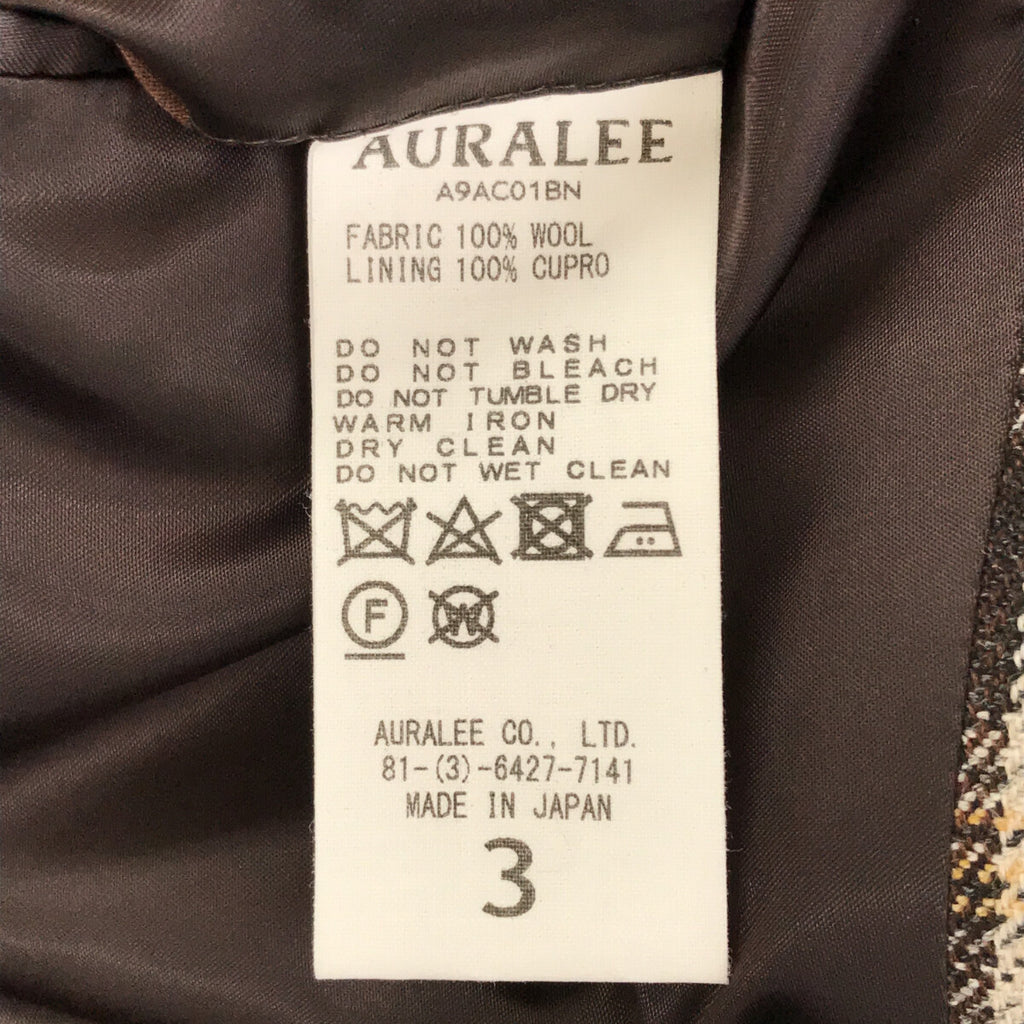 AURALEE
A9AC01BN
FABRIC 100% WOOL
LINING 100% CUPRO
DO NOT WASH
DO NOT BLEACH
DO NOT TUMBLE DRY
WARM IRON
DRY CLEAN
DO NOT WET CLEAN
F W
AURALEE CO., LTD.
81-(3)-6427-7141
MADE IN JAPAN
3